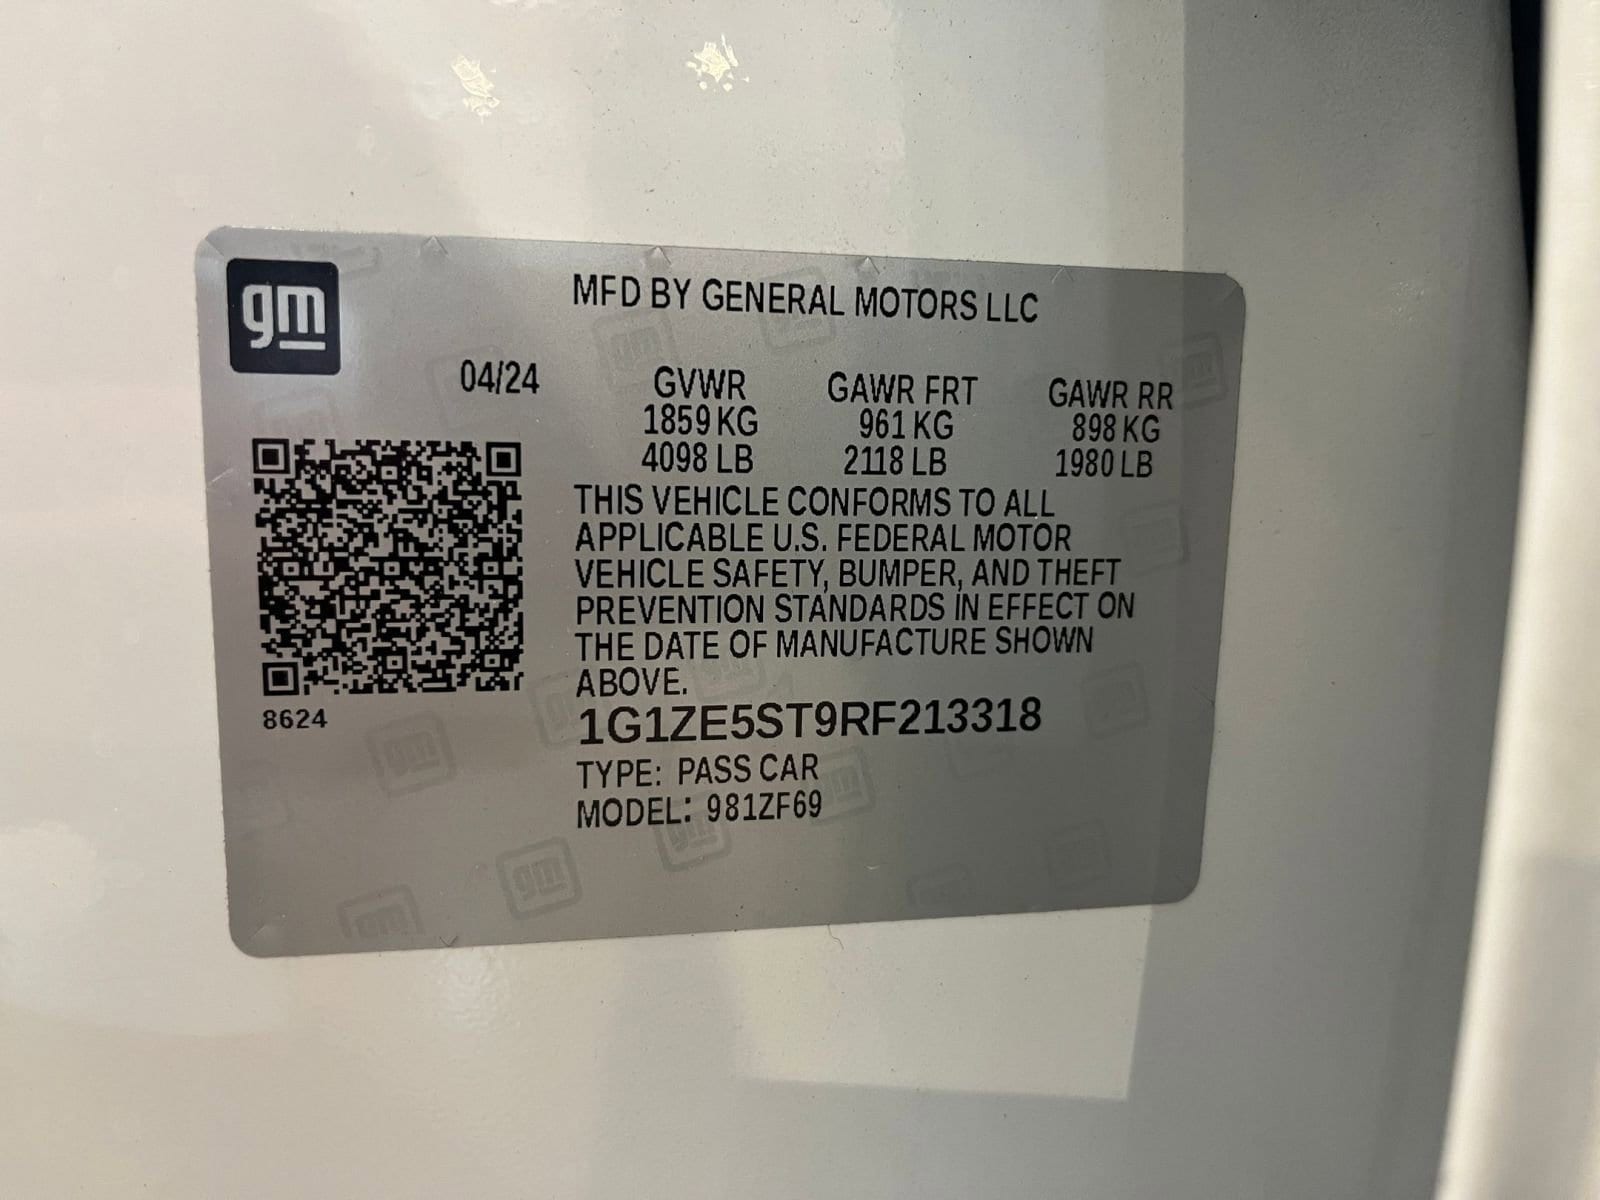 gm
MFD BY GENERAL MOTORS LLC
04/24 GVWR GAWR FRT GAWR RR
1859 KG 961 KG 898 KG
4098 LB 2118 LB 1980 LB
THIS VEHICLE CONFORMS TO ALL
APPLICABLE U.S. FEDERAL MOTOR
VEHICLE SAFETY, BUMPER, AND THEFT
PREVENTION STANDARDS IN EFFECT ON
THE DATE OF MANUFACTURE SHOWN
ABOVE.
8624
1G1ZE5ST9RF213318
TYPE: PASS CAR
MODEL: 981ZF69